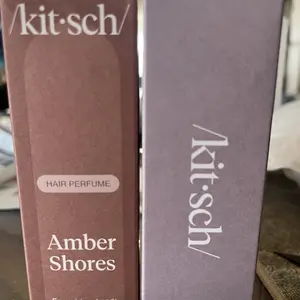 /kit·sch/
HAIR PERFUME
Amber
Shores
/kit·sch/